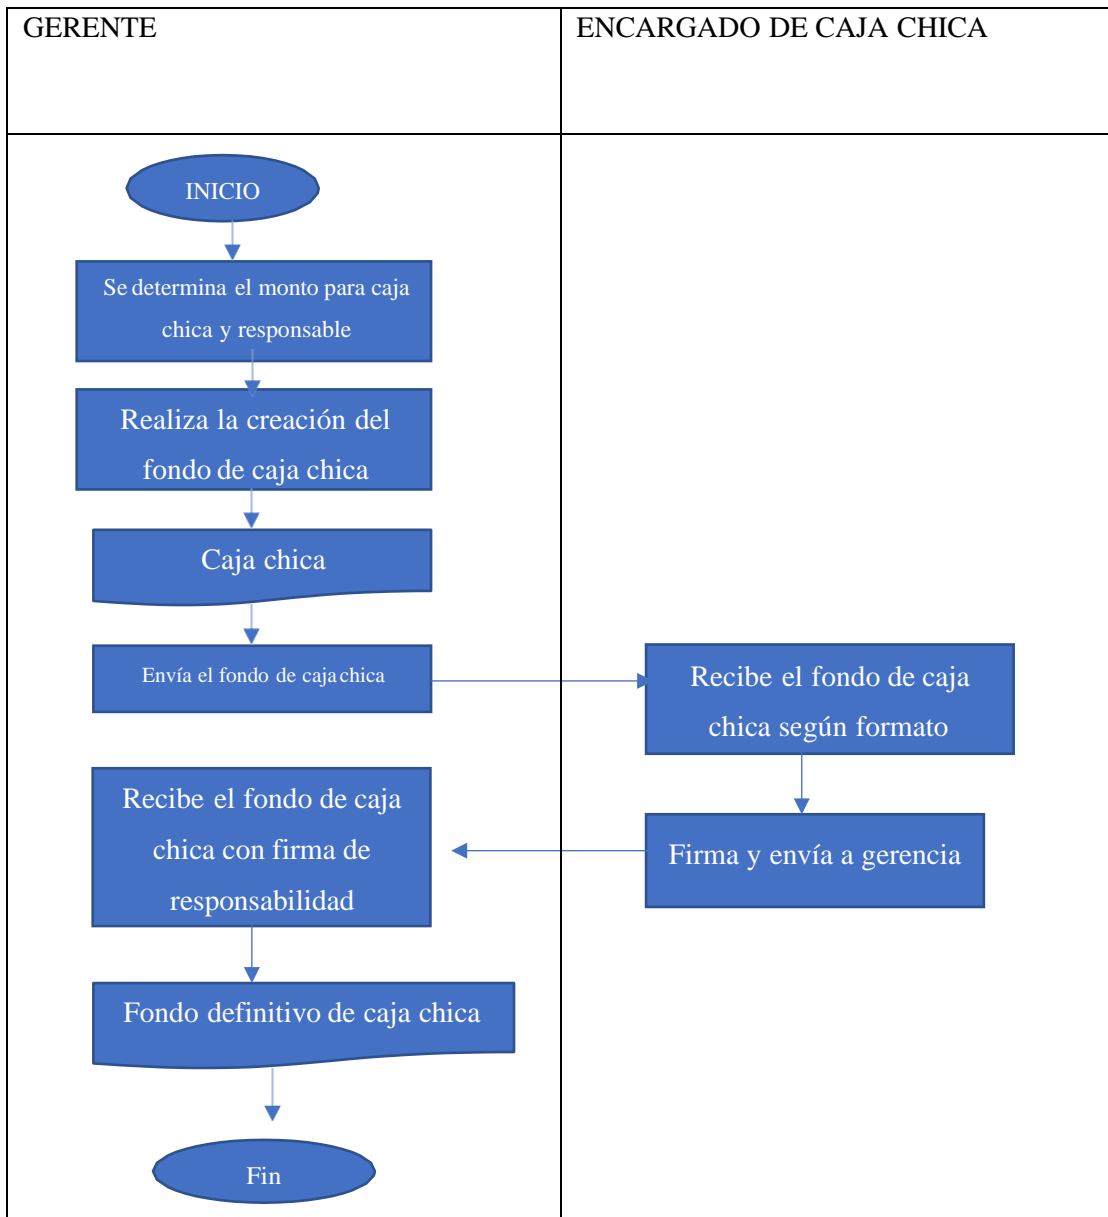 GERENTE
ENCARGADO DE CAJA CHICA
INICIO
Se determina el monto para caja
chica y responsable
Realiza la creación del
fondo de caja chica
Caja chica
Envía el fondo de caja chica
Recibe el fondo de caja
chica según formato
Firma y envía a gerencia
Recibe el fondo de caja
chica con firma de
responsabilidad
Fondo definitivo de caja chica
Fin